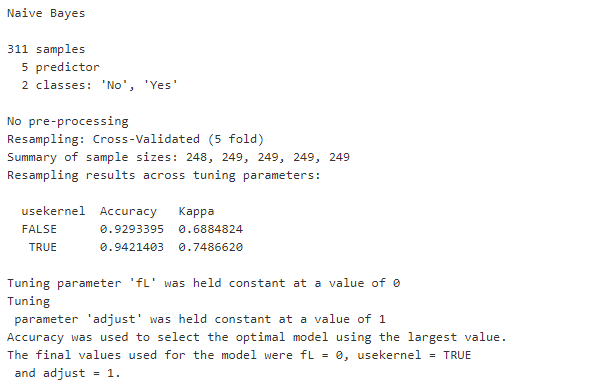 Naive Bayes

311 samples
  5 predictor
  2 classes: 'No', 'Yes'

No pre-processing
Resampling: Cross-Validated (5 fold)
Summary of sample sizes: 248, 249, 249, 249, 249
Resampling results across tuning parameters:

  usekernel  Accuracy   Kappa
  FALSE      0.9293395  0.6884824
   TRUE      0.9421403  0.7486620

Tuning parameter 'fL' was held constant at a value of 0
Tuning
 parameter 'adjust' was held constant at a value of 1
Accuracy was used to select the optimal model using the largest value.
The final values used for the model were fL = 0, usekernel = TRUE
 and adjust = 1.